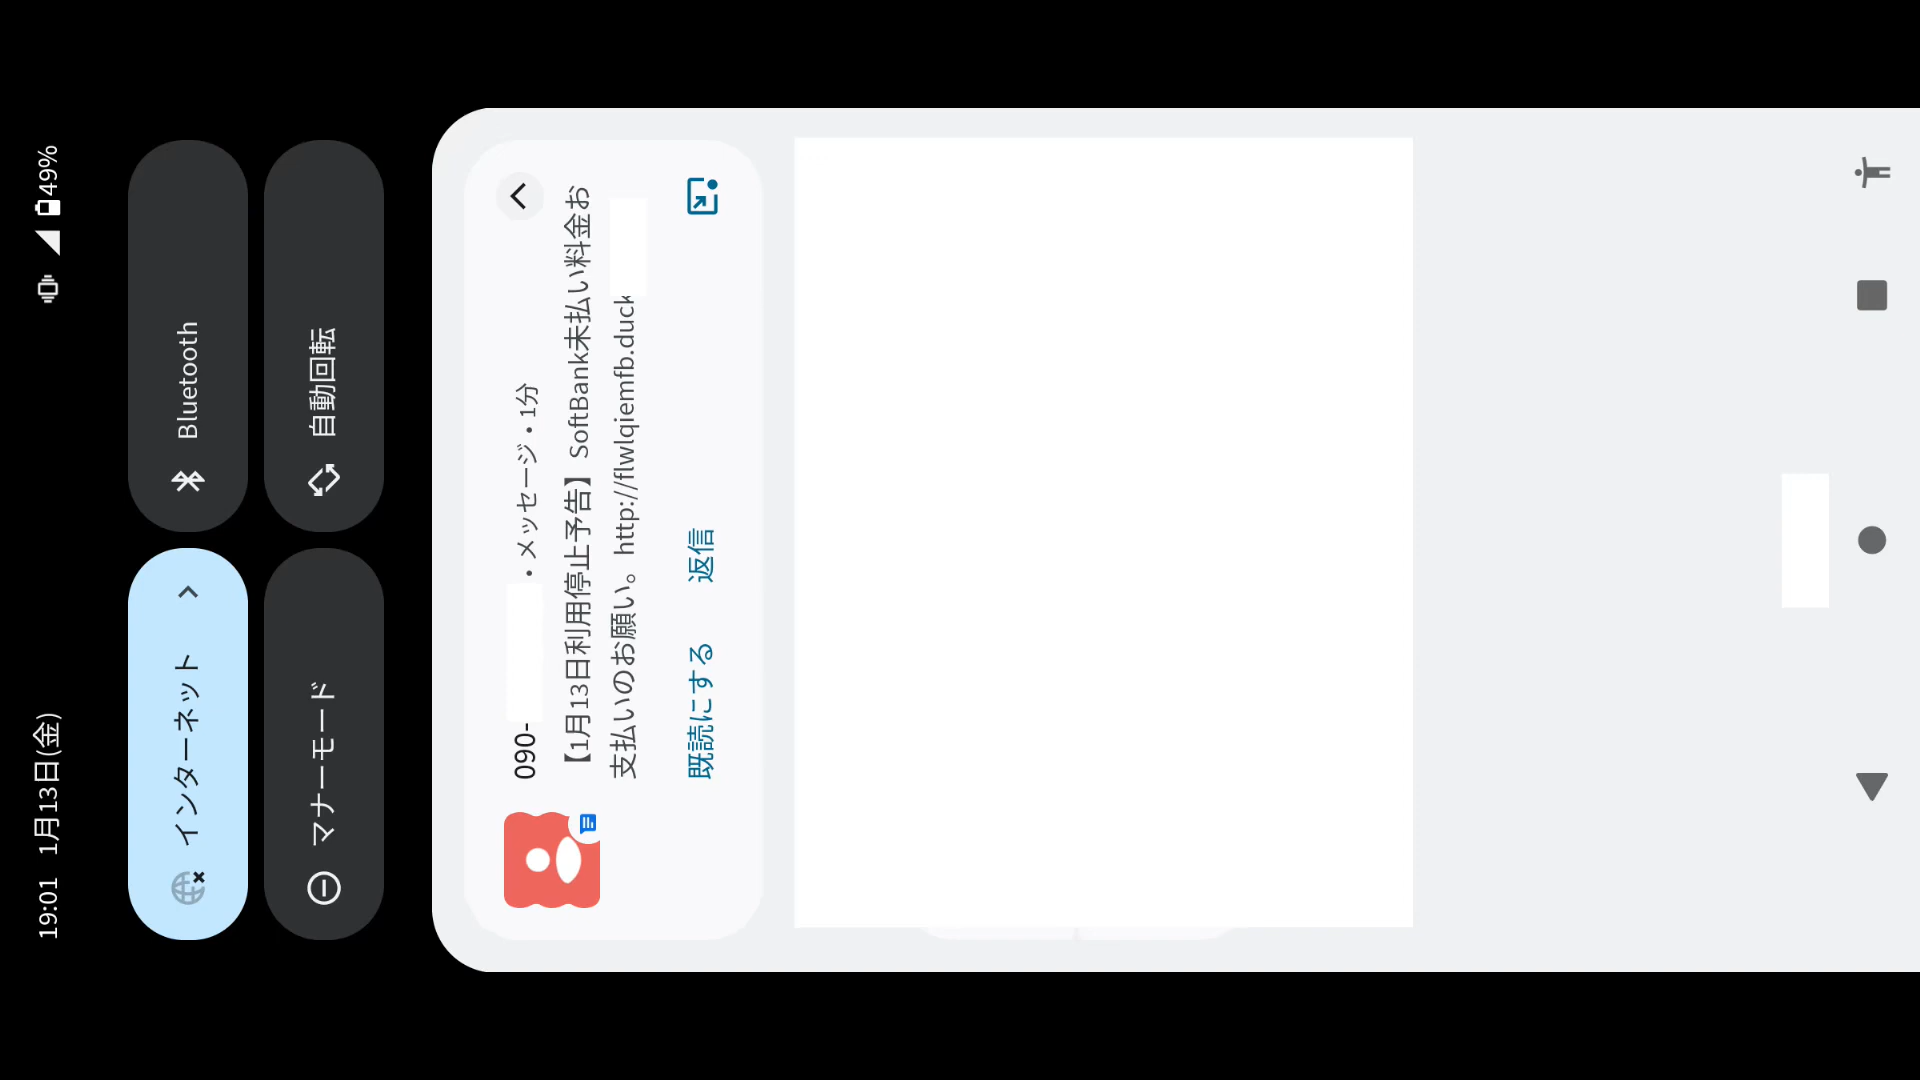 19:01 1月13日(金)
49%
インターネット
Bluetooth
マナーモード
自動回転
090-
・メッセージ・1分
【1月13日利用停止予告】SoftBank未払い料金お
支払いのお願い。http://flwlqiemfb.duck
既読にする 返信